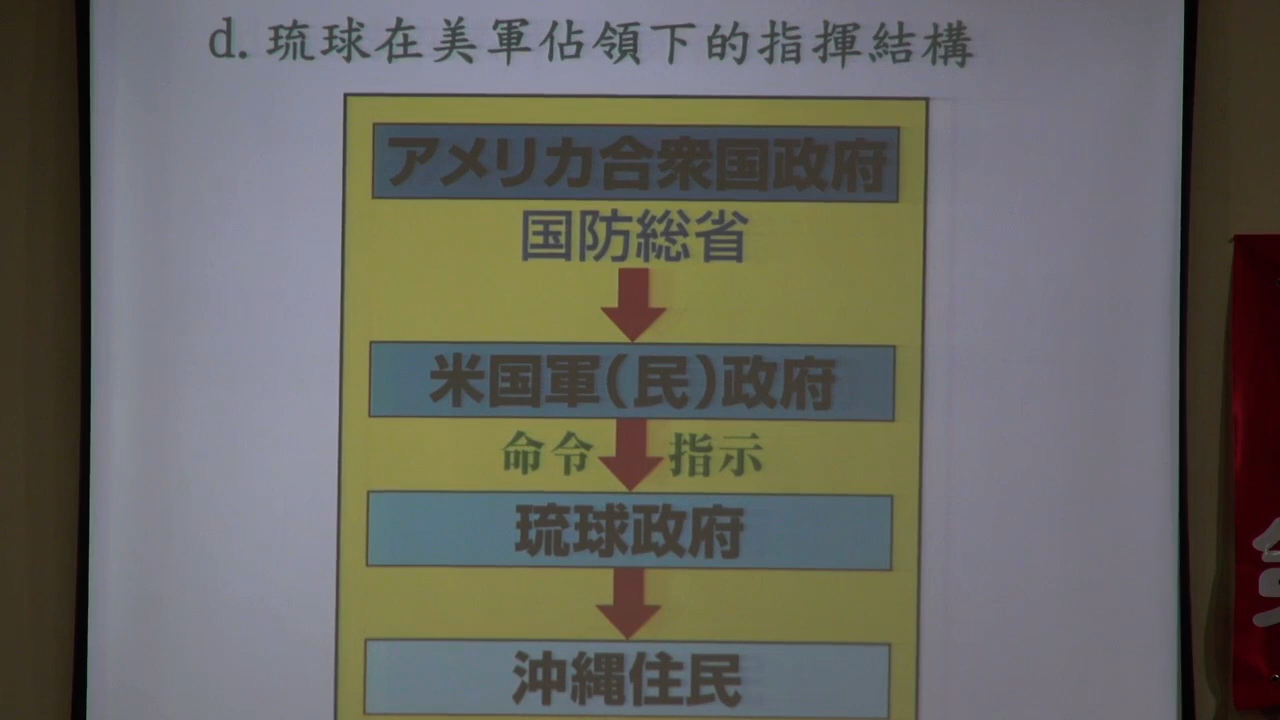 d. 琉球在美軍佔領下的指揮結構
アメリカ合衆国政府
国防総省
米国軍(民)政府
命令 指示
琉球政府
沖縄住民